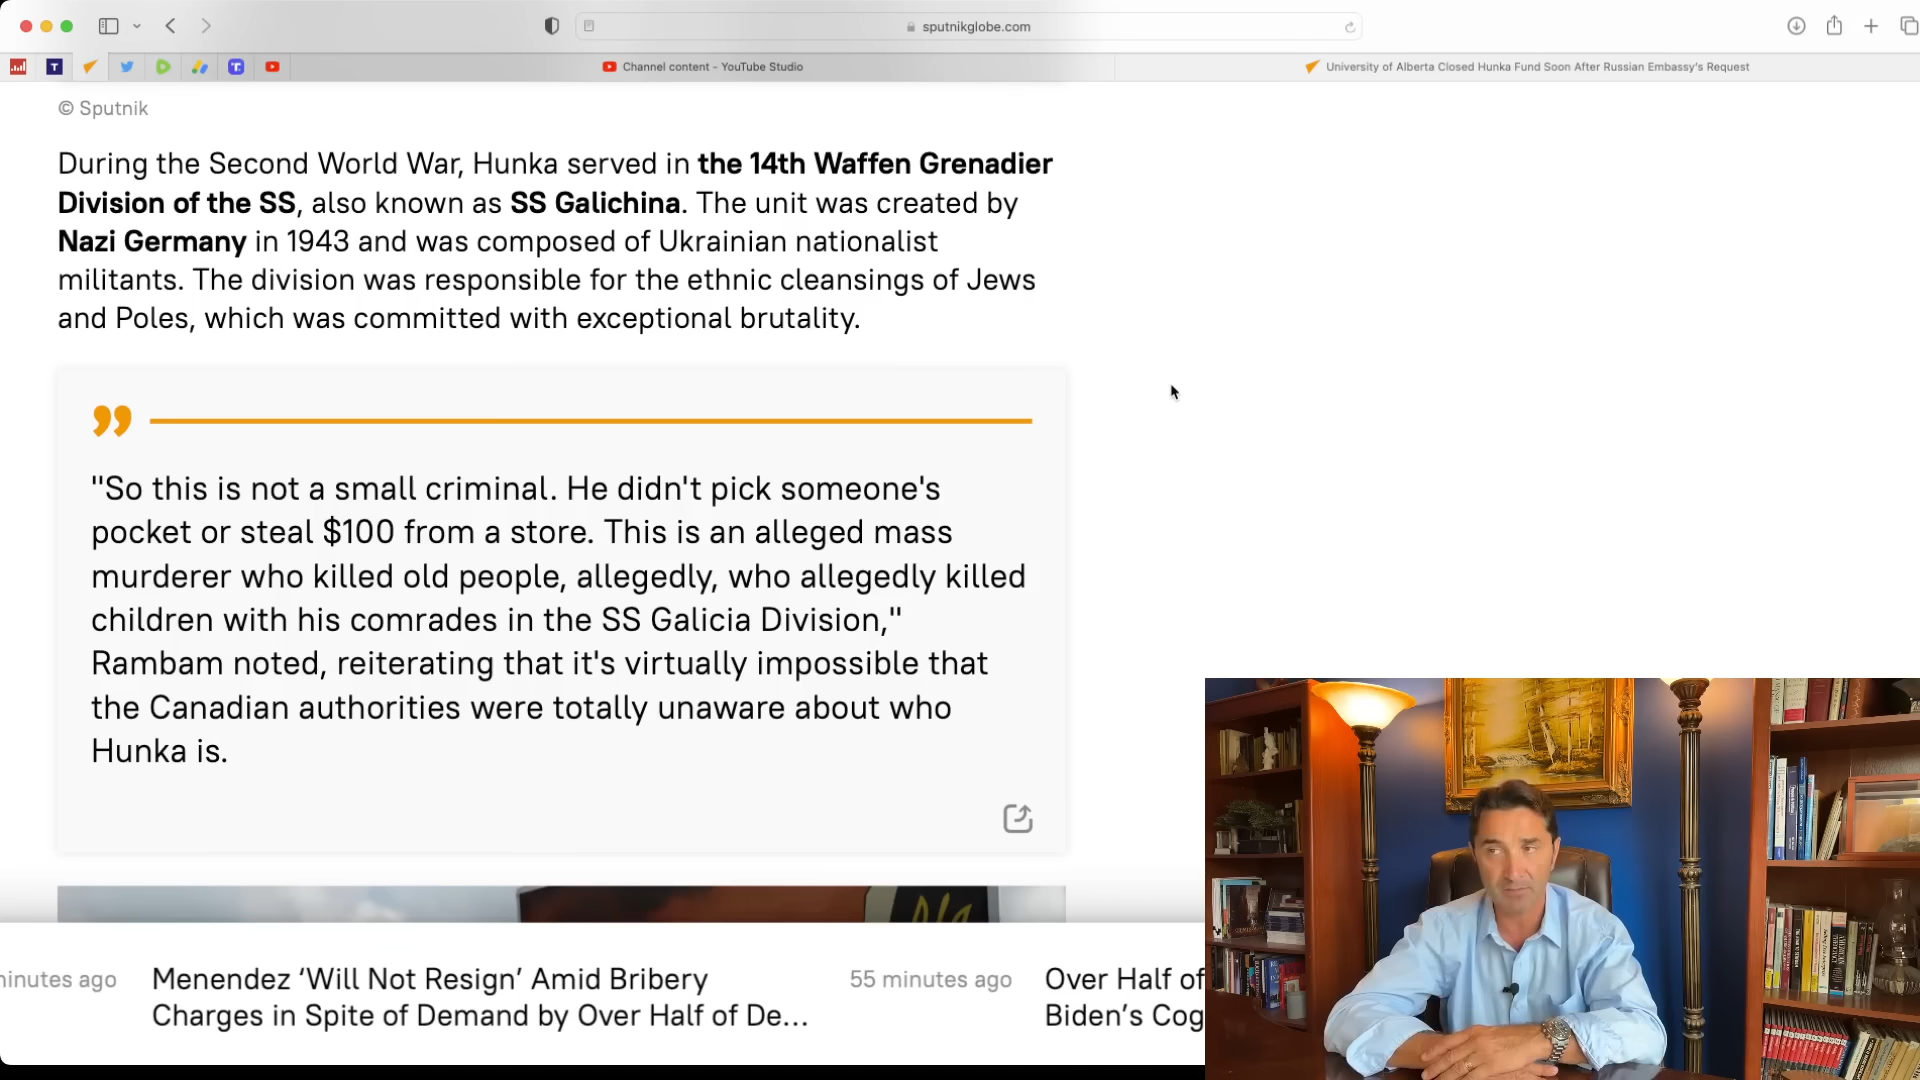 sputnikglobe.com
Channel content - YouTube Studio
University of Alberta Closed Hunka Fund Soon After Russian Embassy's Request
© Sputnik
During the Second World War, Hunka served in the 14th Waffen Grenadier
Division of the SS, also known as SS Galichina. The unit was created by
Nazi Germany in 1943 and was composed of Ukrainian nationalist
militants. The division was responsible for the ethnic cleansings of Jews
and Poles, which was committed with exceptional brutality.
"So this is not a small criminal. He didn't pick someone's
pocket or steal $100 from a store. This is an alleged mass
murderer who killed old people, allegedly, who allegedly killed
children with his comrades in the SS Galicia Division,"
Rambam noted, reiterating that it's virtually impossible that
the Canadian authorities were totally unaware about who
Hunka is.
inutes ago
Menendez ‘Will Not Resign’ Amid Bribery
Charges in Spite of Demand by Over Half of De...
55 minutes ago
Over Half of
Biden’s Cog